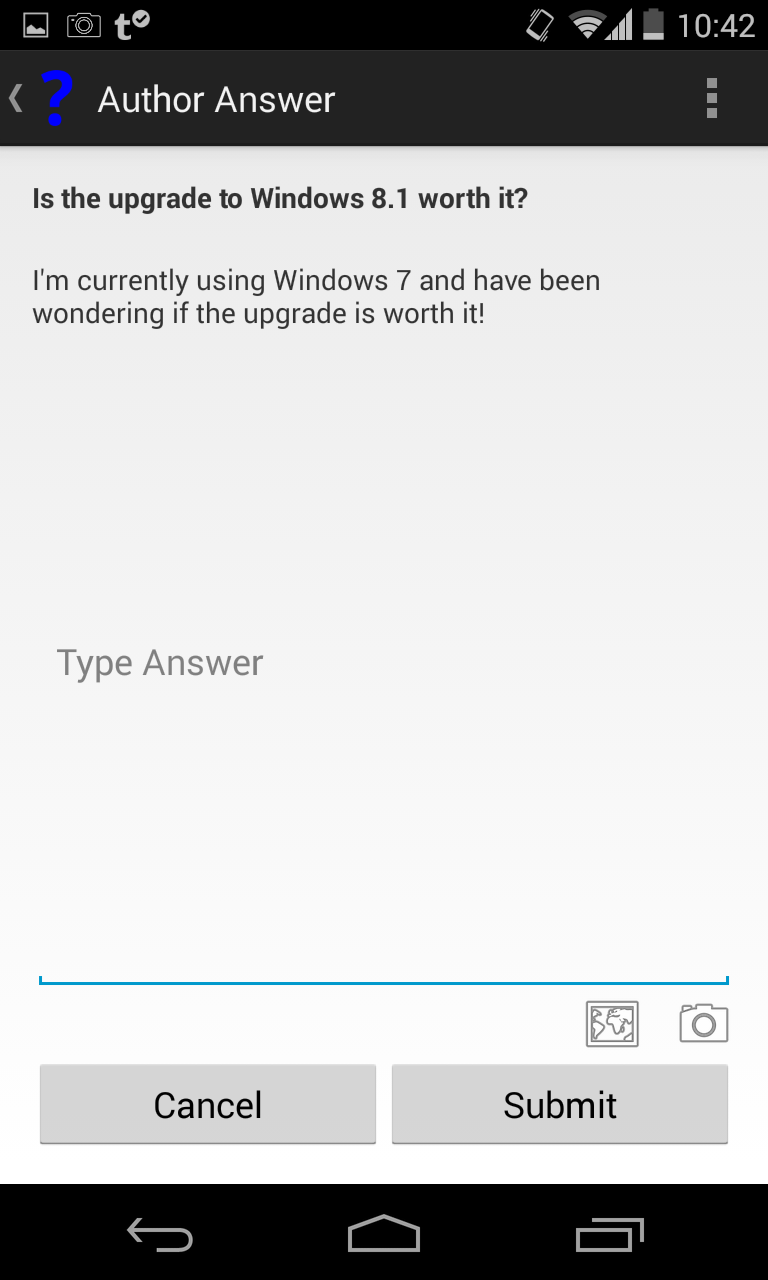 10:42
Author Answer
Is the upgrade to Windows 8.1 worth it?
I'm currently using Windows 7 and have been
wondering if the upgrade is worth it!
Type Answer
Cancel
Submit